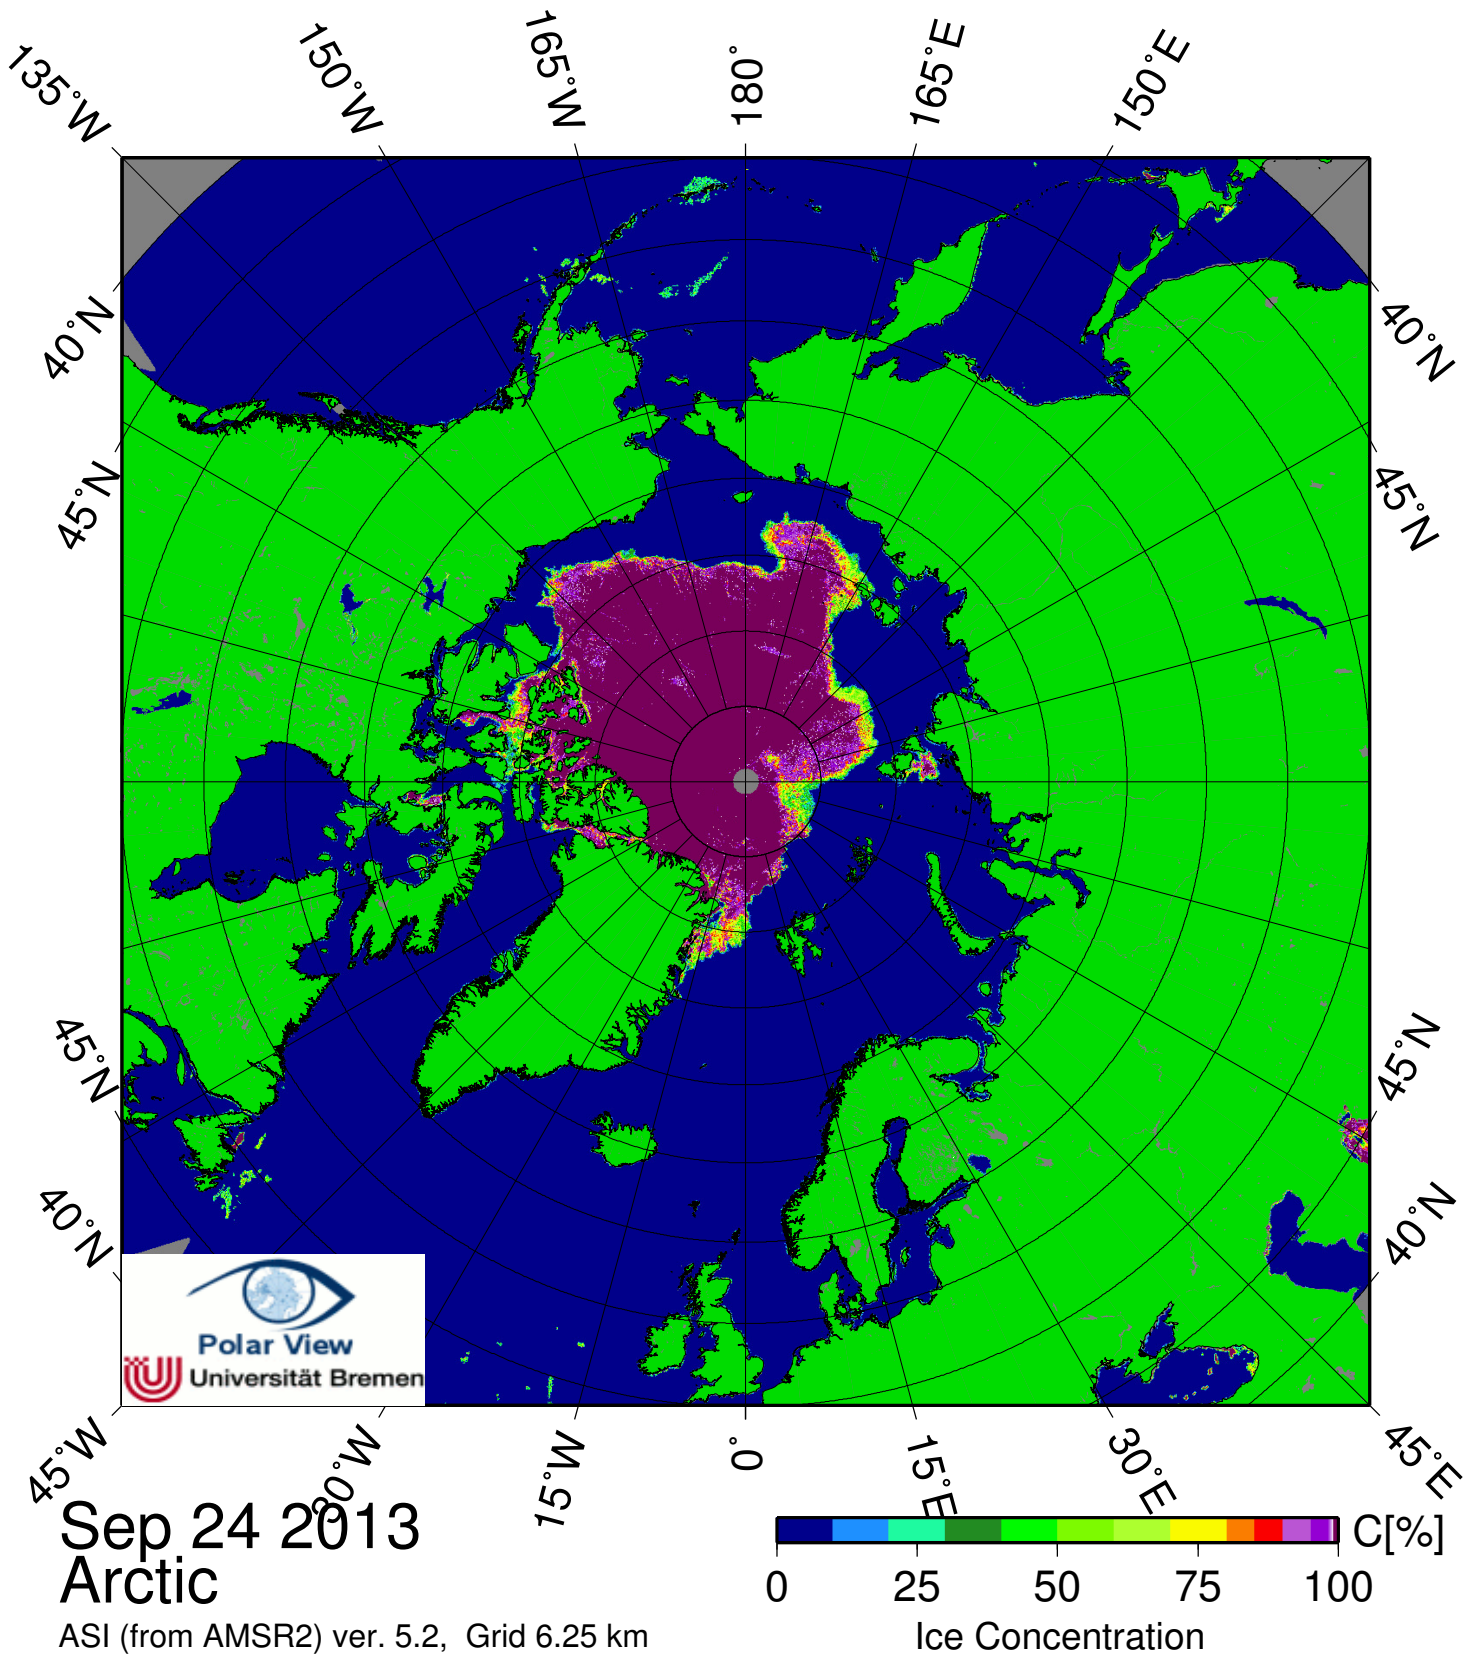 135°W
150°W
165°W
180°
165°E
150°E
40°N
45°N
40°N
45°N
45°N
40°N
45°N
40°N
Polar View
Universität Bremen
45°W
30°W
15°W
0°
15°E
30°E
45°E
Sep 24 2013
Arctic
ASI (from AMSR2) ver. 5.2, Grid 6.25 km
C[%]
0 25 50 75 100
Ice Concentration